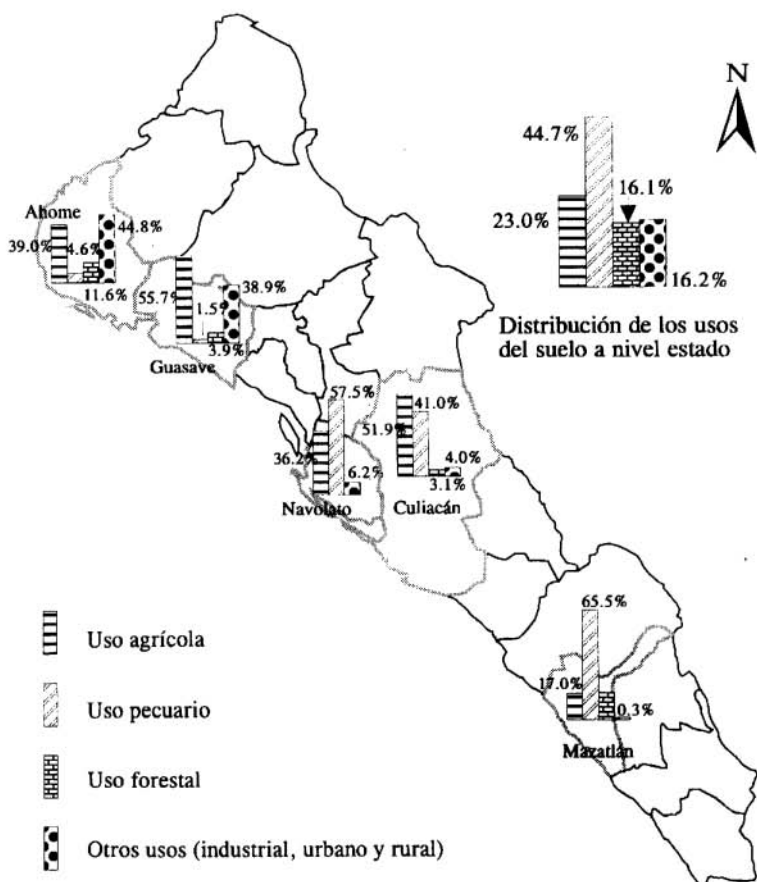 N
44.7%
16.1%
23.0%
16.2%
Distribución de los usos
del suelo a nivel estado
Ahome
39.0%
4.6%
44.8%
11.6%
55.7%
1.5%
38.9%
3.9%
Guasave
57.5%
36.2%
6.2%
Navolato
51.9%
41.0%
4.0%
3.1%
Culiacán
65.5%
17.0%
0.3%
Mazatlán
Uso agrícola
Uso pecuario
Uso forestal
Otros usos (industrial, urbano y rural)